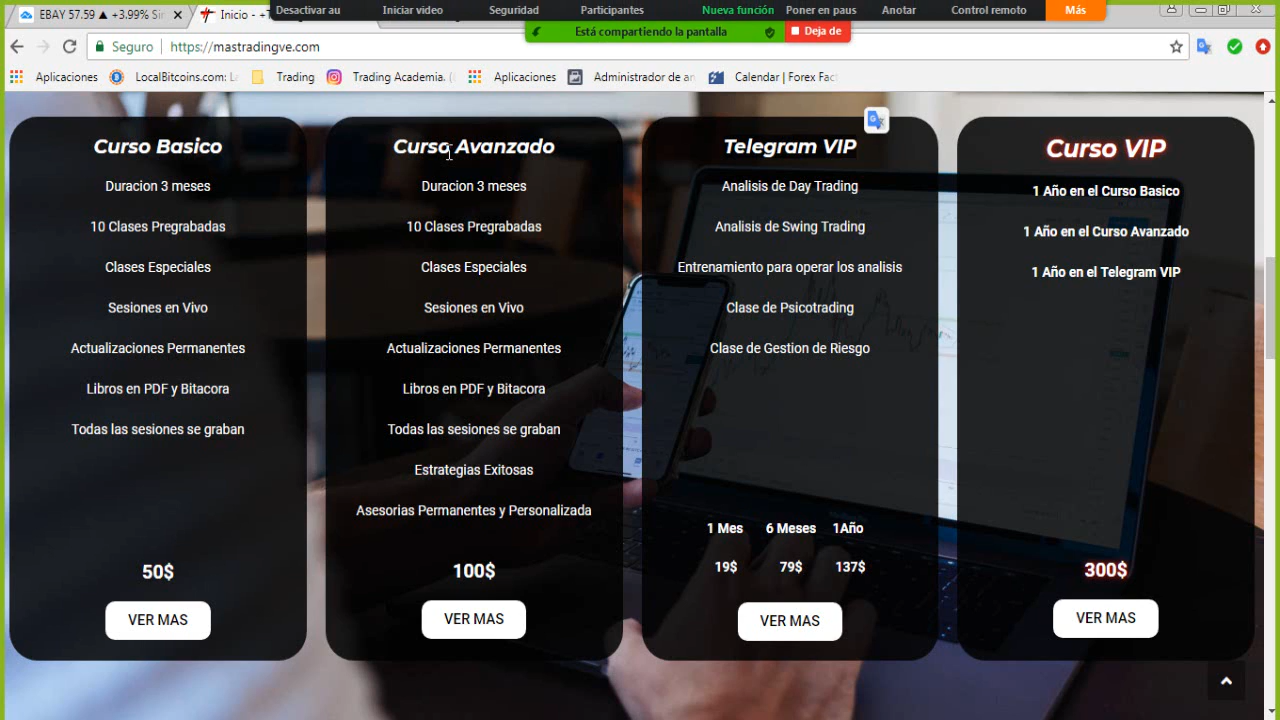 EBAY 57.59 ▲ +3.99% Sin
Inicio - +T
Desactivar au
Iniciar video
Seguridad
Participantes
Nueva función
Poner en paus
Anotar
Control remoto
Más
Está compartiendo la pantalla
Deja de
Seguro
https://mastradingve.com
Aplicaciones
LocalBitcoins.com: L
Trading
Trading Academia. (
Aplicaciones
Administrador de an
Calendar | Forex Fac
Curso Basico
Duracion 3 meses
10 Clases Pregrabadas
Clases Especiales
Sesiones en Vivo
Actualizaciones Permanentes
Libros en PDF y Bitacora
Todas las sesiones se graban
50$
VER MAS
Curso Avanzado
Duracion 3 meses
10 Clases Pregrabadas
Clases Especiales
Sesiones en Vivo
Actualizaciones Permanentes
Libros en PDF y Bitacora
Todas las sesiones se graban
Estrategias Exitosas
Asesorias Permanentes y Personalizada
100$
VER MAS
Telegram VIP
Analisis de Day Trading
Analisis de Swing Trading
Entrenamiento para operar los analisis
Clase de Psicotrading
Clase de Gestion de Riesgo
1 Mes 6 Meses 1Año
19$ 79$ 137$
VER MAS
Curso VIP
1 Año en el Curso Basico
1 Año en el Curso Avanzado
1 Año en el Telegram VIP
300$
VER MAS